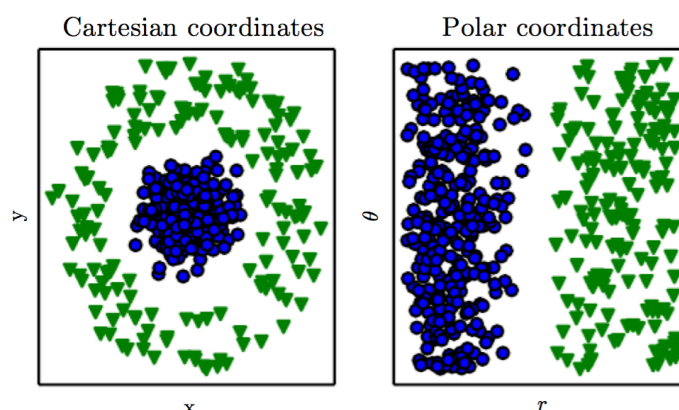 Cartesian coordinates
Polar coordinates
y
θ
x
r